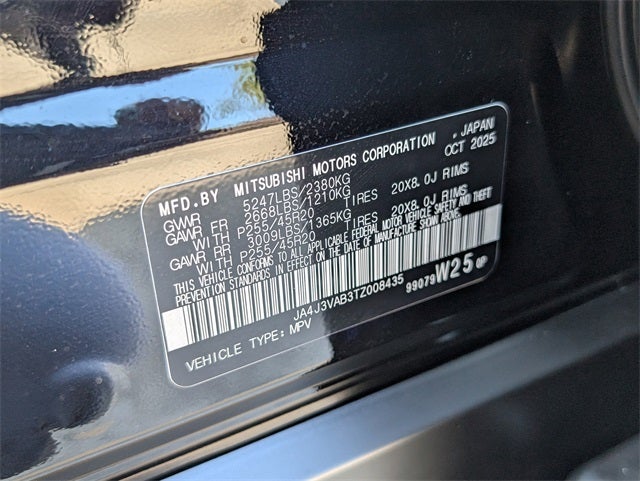 MFD.BY MITSUBISHI MOTORS CORPORATION . JAPAN
OCT 2025
GVWR 5247LBS/2380KG
GAWR FR 2668LBS/1210KG
WITH P255/45R20 TIRES 20X8.0J RIMS
GAWR RR 3009LBS/1365KG
WITH P255/45R20 TIRES 20X8.0J RIMS
THIS VEHICLE CONFORMS TO ALL APPLICABLE FEDERAL MOTOR VEHICLE SAFETY AND THEFT
PREVENTION STANDARDS IN EFFECT ON THE DATE OF MANUFACTURE SHOWN ABOVE.
JA4J3VAB3TZ008435 99079W25 0P
VEHICLE TYPE:MPV